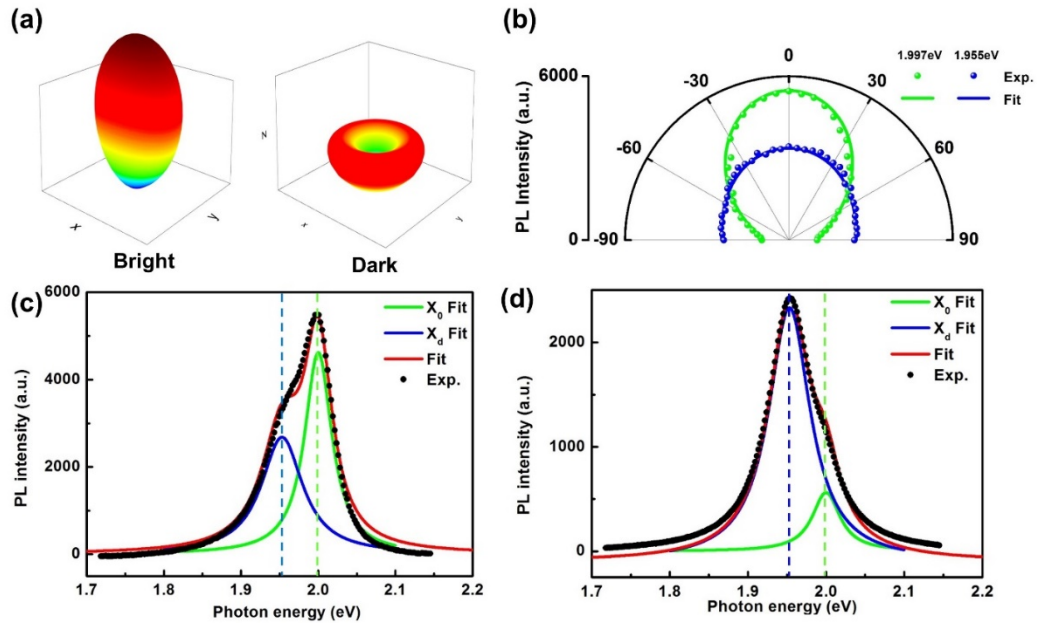 (a)
x
y
Bright
z
x
y
Dark
(b)
PL Intensity (a.u.)
6000
0
-90
-60
-30
0
30
60
90
1.997eV 1.955eV
Exp.
Fit
(c)
PL intensity (a.u.)
6000
4000
2000
0
1.7 1.8 1.9 2.0 2.1 2.2
Photon energy (eV)
X₀ Fit
X_d Fit
Fit
Exp.
(d)
PL intensity (a.u.)
2000
1000
0
1.7 1.8 1.9 2.0 2.1 2.2
Photon energy (eV)
X₀ Fit
X_d Fit
Fit
Exp.